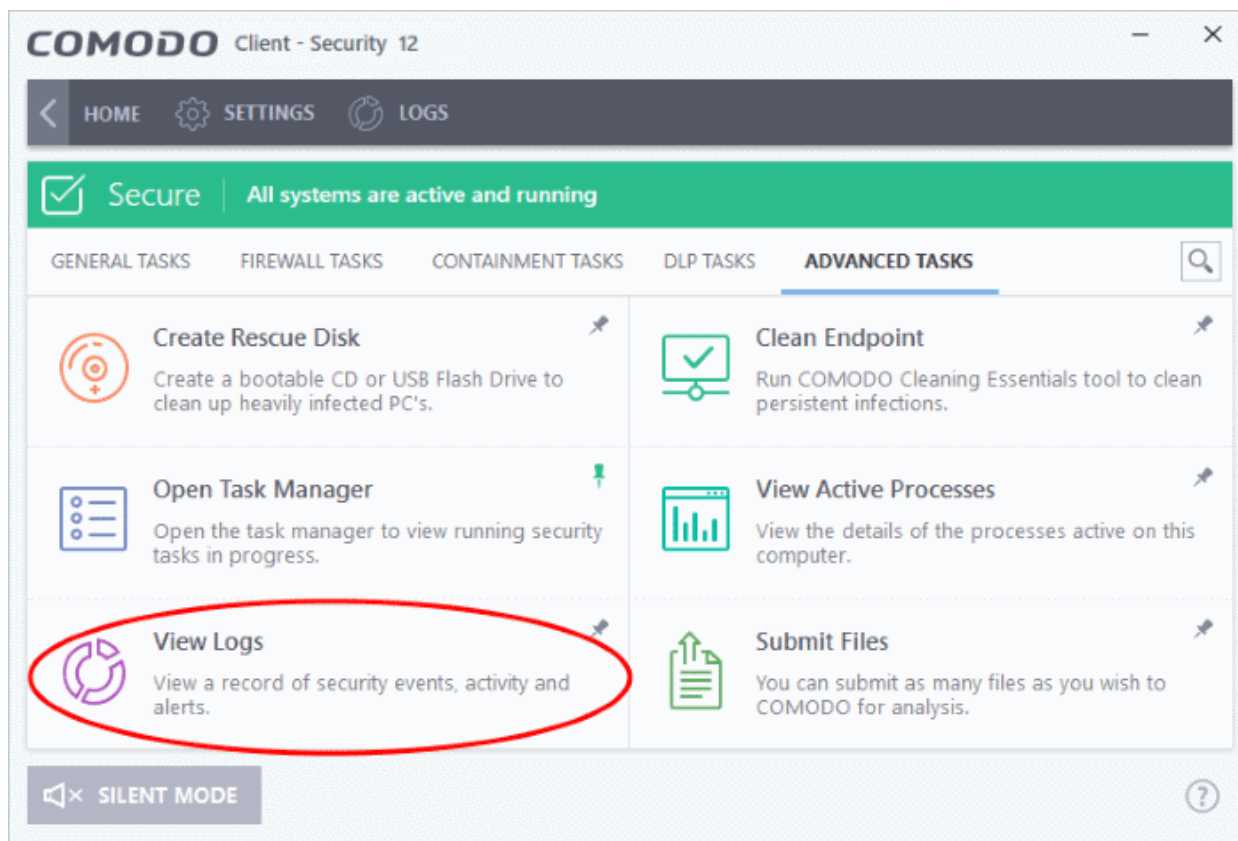 COMODO Client - Security 12
HOME SETTINGS LOGS
Secure All systems are active and running
GENERAL TASKS FIREWALL TASKS CONTAINMENT TASKS DLP TASKS ADVANCED TASKS
Create Rescue Disk
Create a bootable CD or USB Flash Drive to
clean up heavily infected PC's.
Clean Endpoint
Run COMODO Cleaning Essentials tool to clean
persistent infections.
Open Task Manager
Open the task manager to view running security
tasks in progress.
View Active Processes
View the details of the processes active on this
computer.
View Logs
View a record of security events, activity and
alerts.
Submit Files
You can submit as many files as you wish to
COMODO for analysis.
SILENT MODE
?